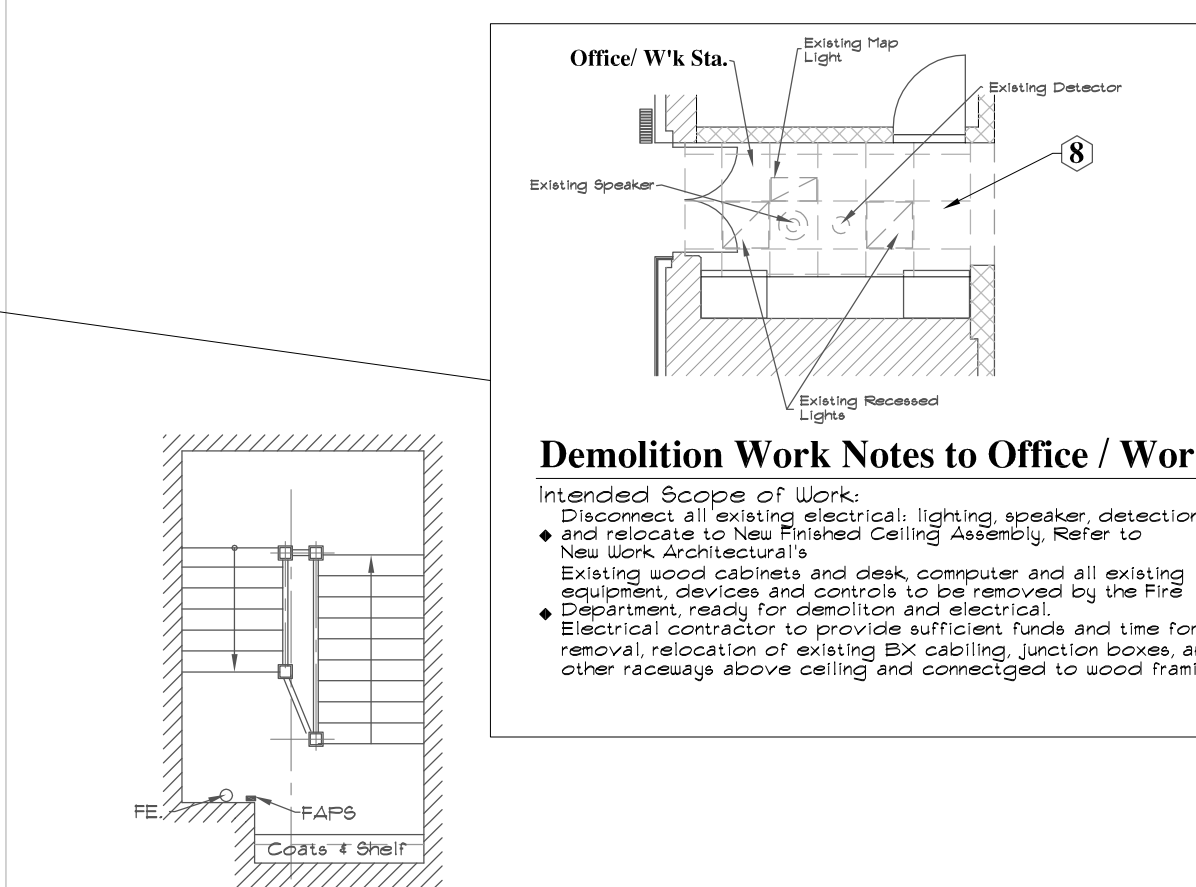 Office/ W'k Sta.
Existing Map
Light
Existing Detector
8
Existing Speaker
Existing Recessed
Lights
Demolition Work Notes to Office / Wor
Intended Scope of Work:
Disconnect all existing electrical: lighting, speaker, detection
and relocate to New Finished Ceiling Assembly, Refer to
New Work Architectural's
Existing wood cabinets and desk, comnputer and all existing
equipment, devices and controls to be removed by the Fire
Department, ready for demoliton and electrical.
Electrical contractor to provide sufficient funds and time for
removal, relocation of existing BX cabiling, junction boxes, a
other raceways above ceiling and connectged to wood frami
FE.
FAPS
Coats & Shelf